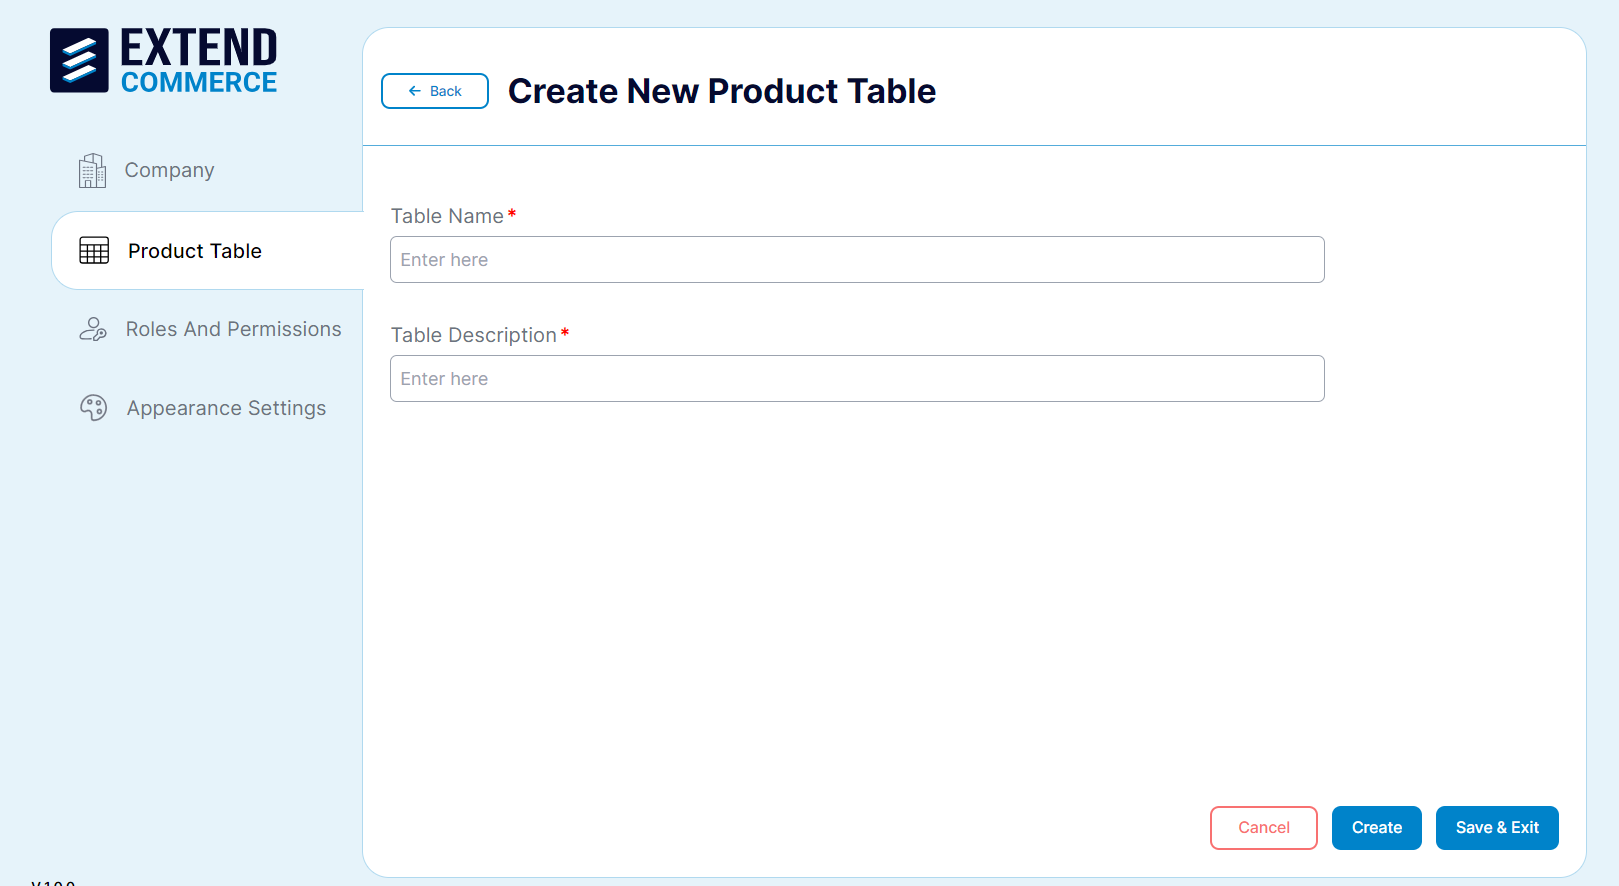 EXTEND
COMMERCE
Company
Product Table
Roles And Permissions
Appearance Settings
Back
Create New Product Table
Table Name*
Enter here
Table Description*
Enter here
Cancel
Create
Save & Exit